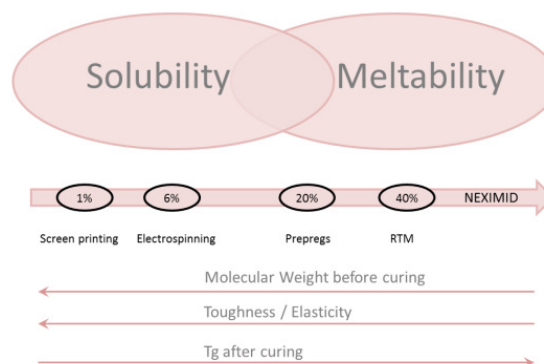 Solubility Meltability
1% 6% 20% 40% NEXIMID
Screen printing Electrospinning Prepregs RTM
Molecular Weight before curing
Toughness / Elasticity
Tg after curing